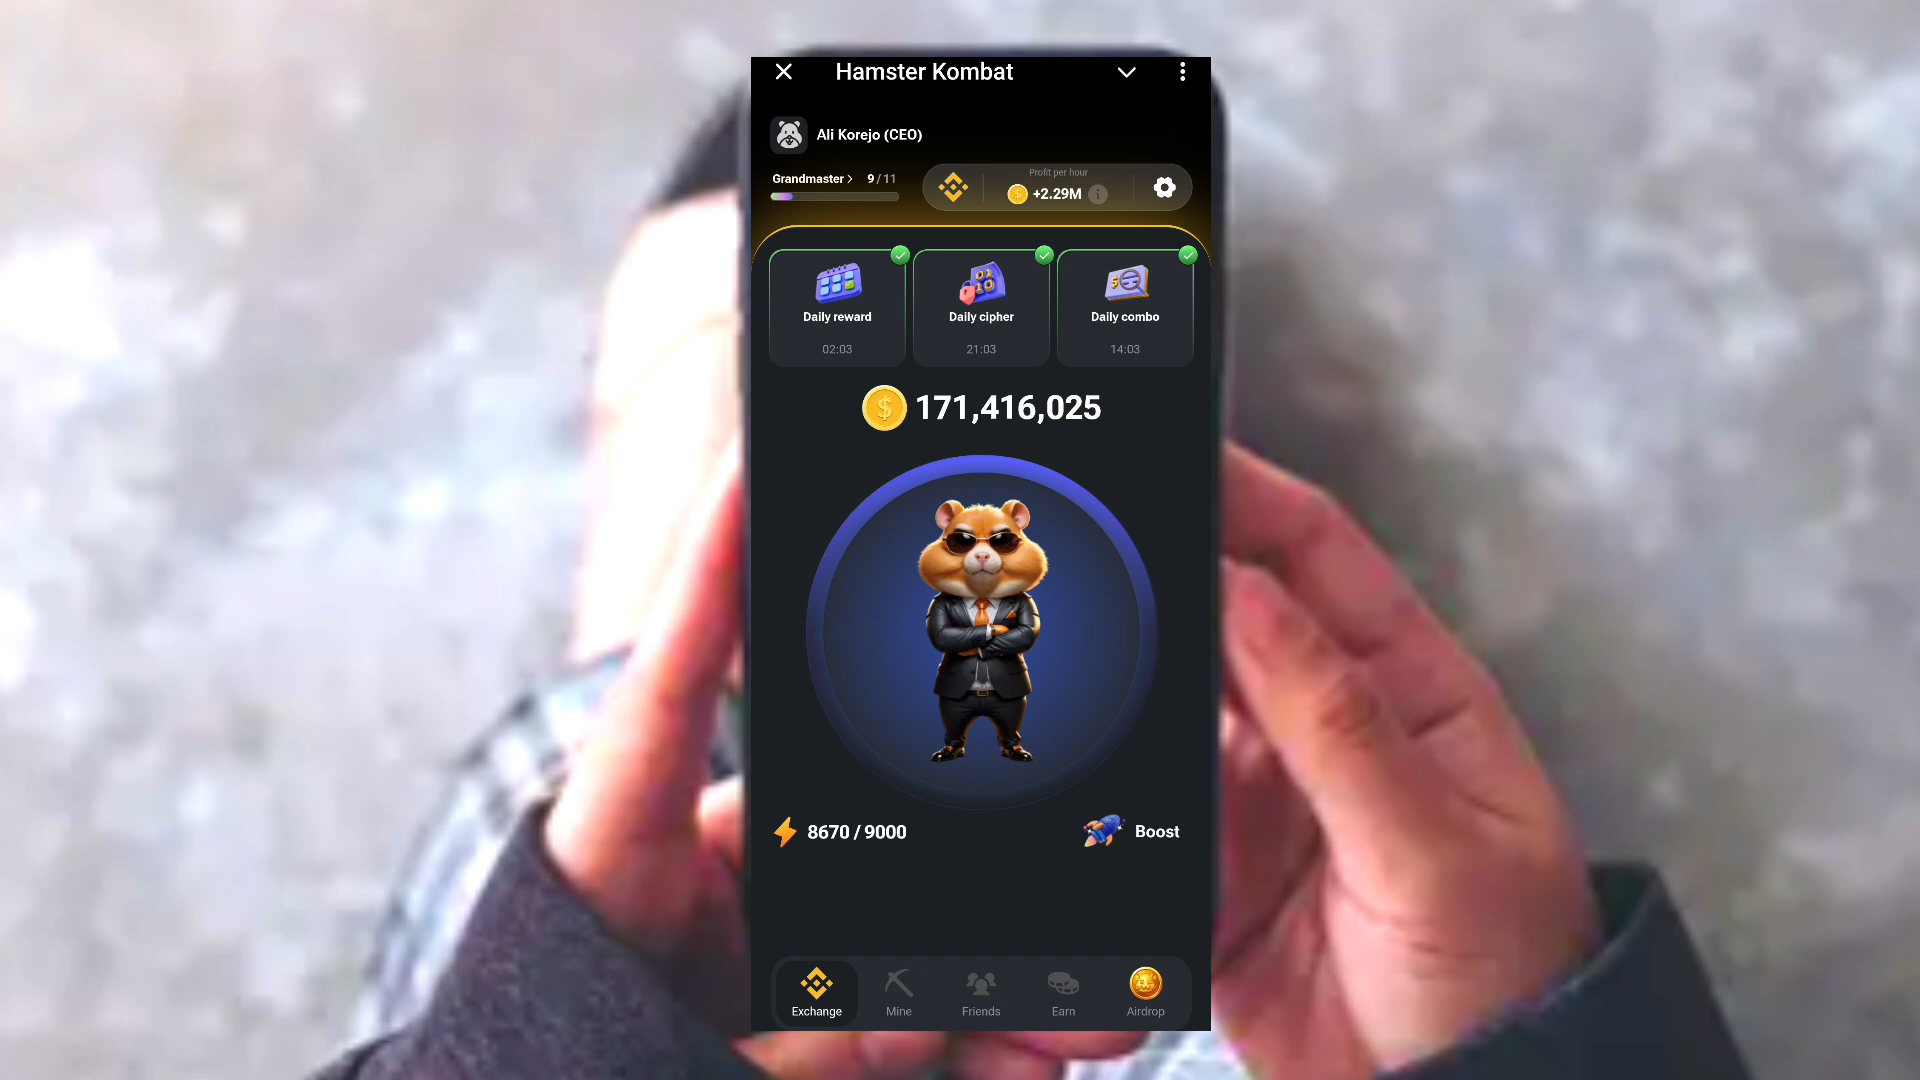 Hamster Kombat
Ali Korejo (CEO)
Grandmaster > 9 / 11
Profit per hour
+2.29M
Daily reward
02:03
Daily cipher
21:03
Daily combo
14:03
171,416,025
8670 / 9000
Boost
Exchange
Mine
Friends
Earn
Airdrop